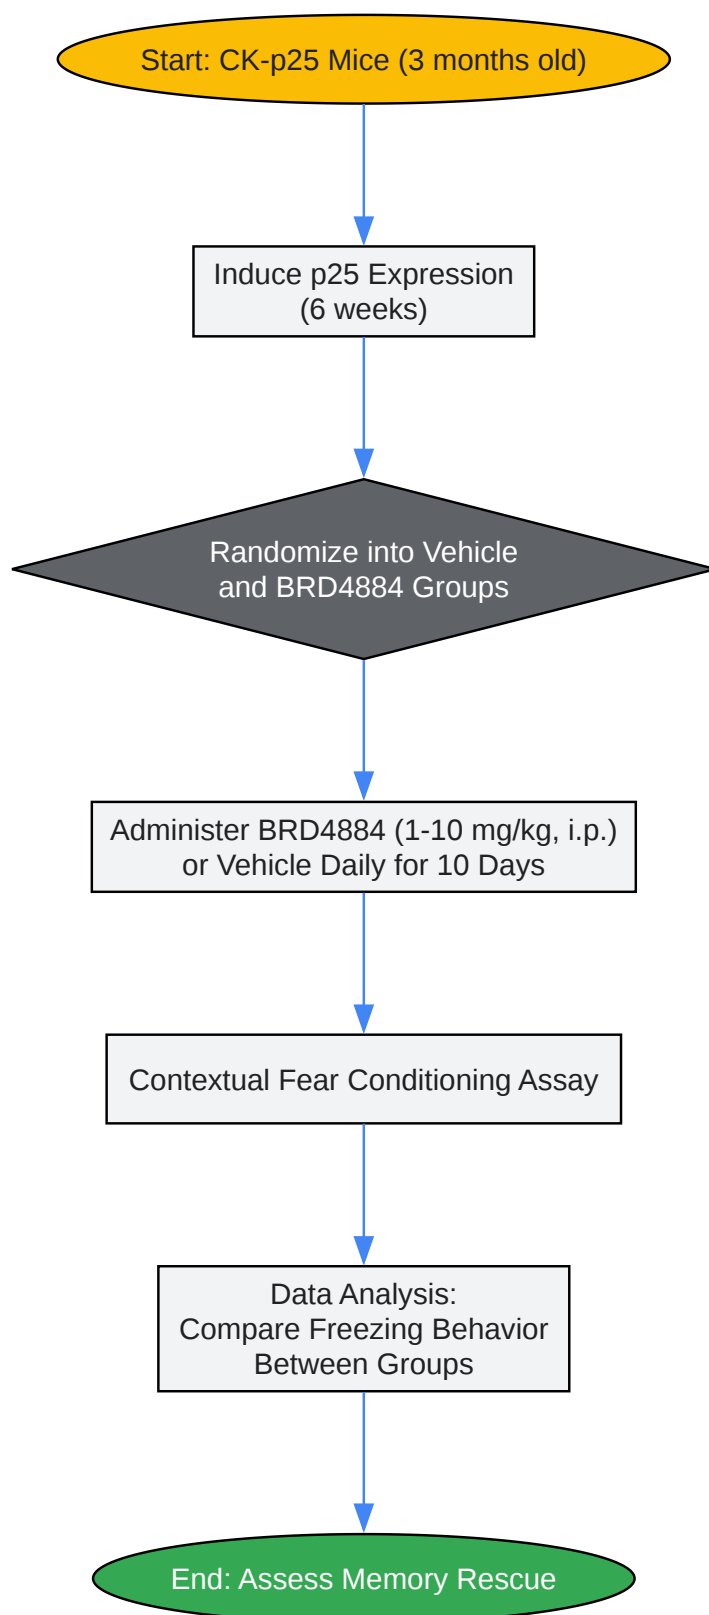 Start: CK-p25 Mice (3 months old)
Induce p25 Expression
(6 weeks)
Randomize into Vehicle
and BRD4884 Groups
Administer BRD4884 (1-10 mg/kg, i.p.)
or Vehicle Daily for 10 Days
Contextual Fear Conditioning Assay
Data Analysis:
Compare Freezing Behavior
Between Groups
End: Assess Memory Rescue